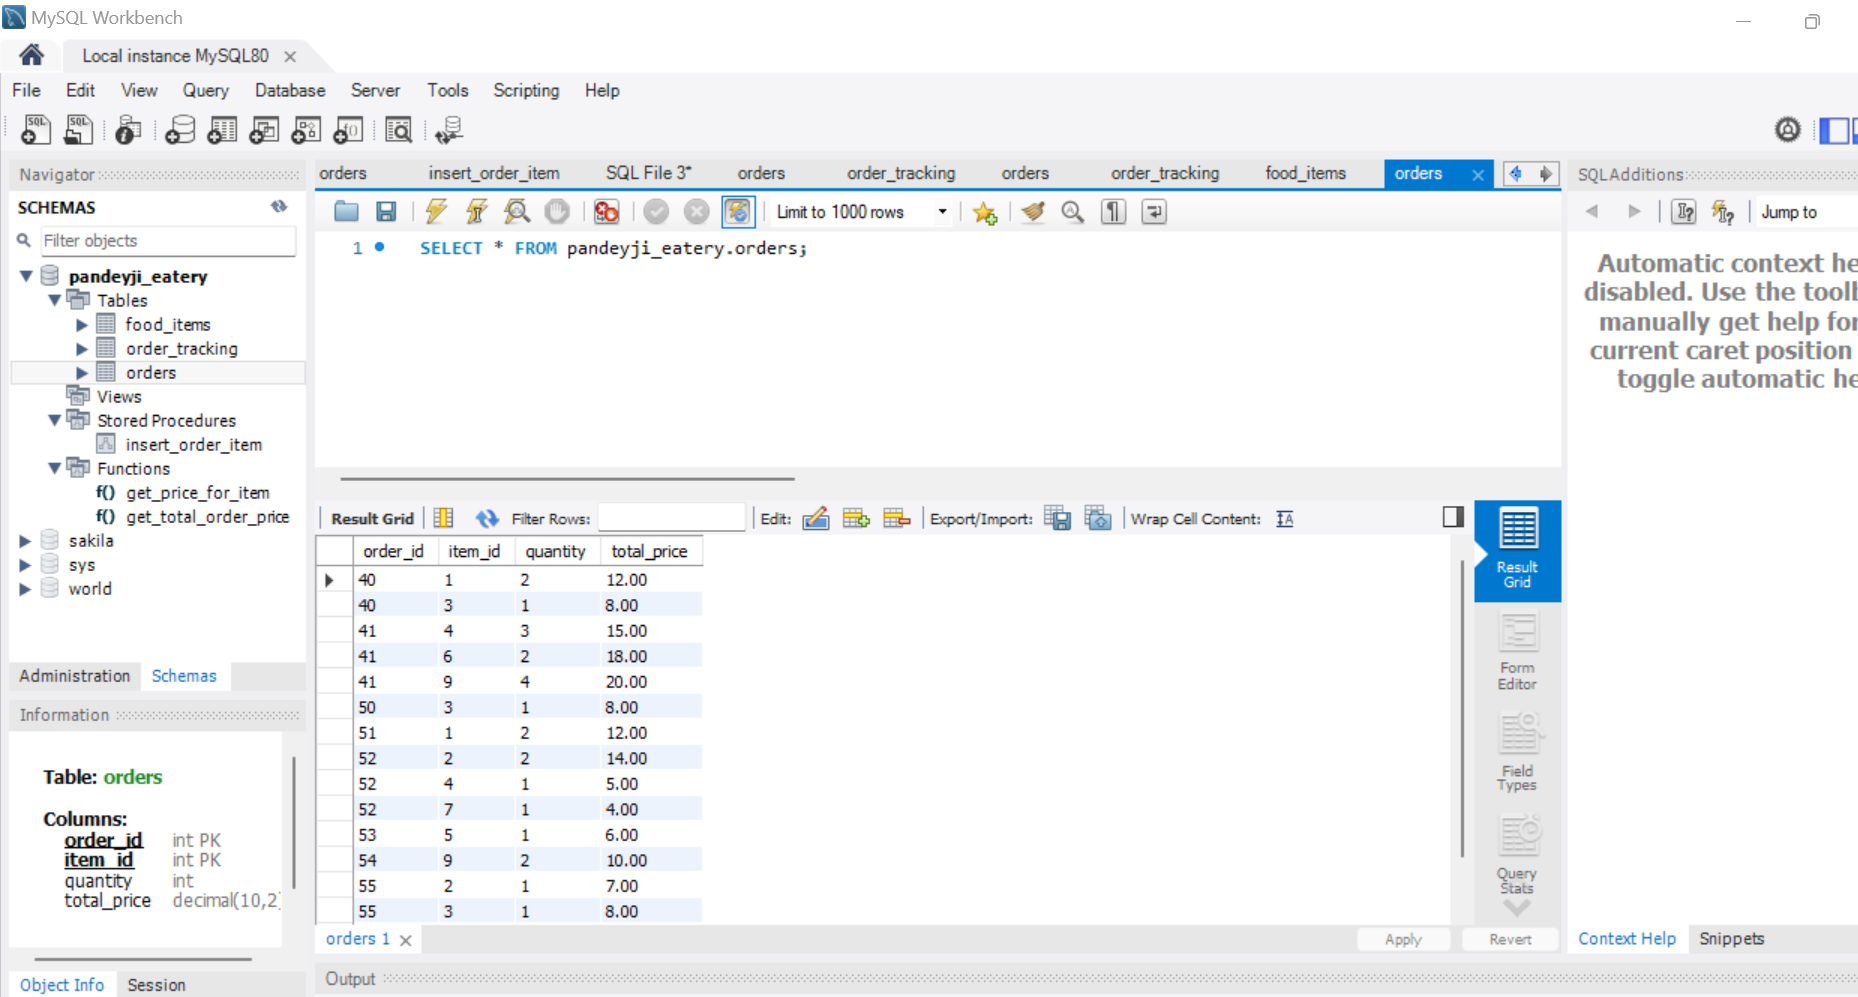 MySQL Workbench
Local instance MySQL80
File Edit View Query Database Server Tools Scripting Help
Navigator
SCHEMAS
Filter objects
pandeyji_eatery
Tables
food_items
order_tracking
orders
Views
Stored Procedures
insert_order_item
Functions
f() get_price_for_item
f() get_total_order_price
sakila
sys
world
Administration Schemas
Information
Table: orders
Columns:
order_id int PK
item_id int PK
quantity int
total_price decimal(10,2)
Object Info Session
orders insert_order_item SQL File 3* orders order_tracking orders order_tracking food_items orders
Limit to 1000 rows
1 SELECT * FROM pandeyji_eatery.orders;
Result Grid Filter Rows: Edit: Export/Import: Wrap Cell Content:
order_id item_id quantity total_price
40 1 2 12.00
40 3 1 8.00
41 4 3 15.00
41 6 2 18.00
41 9 4 20.00
50 3 1 8.00
51 1 2 12.00
52 2 2 14.00
52 4 1 5.00
52 7 1 4.00
53 5 1 6.00
54 9 2 10.00
55 2 1 7.00
55 3 1 8.00
Result
Grid
Form
Editor
Field
Types
Query
Stats
orders 1
Apply Revert
Output
SQLAdditions
Jump to
Automatic context he
disabled. Use the toolb
manually get help for
current caret position
toggle automatic he
Context Help Snippets